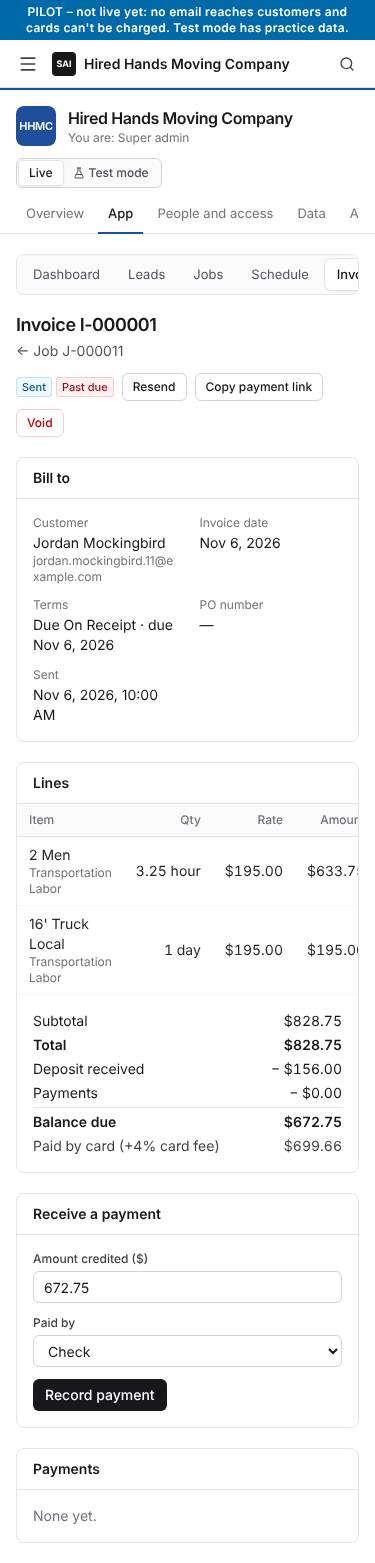 PILOT – not live yet: no email reaches customers and
cards can't be charged. Test mode has practice data.
SAI Hired Hands Moving Company
HHMC
Hired Hands Moving Company
You are: Super admin
Live Test mode
Overview App People and access Data A
Dashboard Leads Jobs Schedule Invo
Invoice I-000001
← Job J-000011
Sent Past due Resend Copy payment link
Void
Bill to
Customer Invoice date
Jordan Mockingbird Nov 6, 2026
jordan.mockingbird.11@e
xample.com
Terms PO number
Due On Receipt · due —
Nov 6, 2026
Sent
Nov 6, 2026, 10:00
AM
Lines
Item Qty Rate Amoun
2 Men
Transportation 3.25 hour $195.00 $633.75
Labor
16' Truck
Local
Transportation 1 day $195.00 $195.00
Labor
Subtotal $828.75
Total $828.75
Deposit received − $156.00
Payments − $0.00
Balance due $672.75
Paid by card (+4% card fee) $699.66
Receive a payment
Amount credited ($)
672.75
Paid by
Check
Record payment
Payments
None yet.